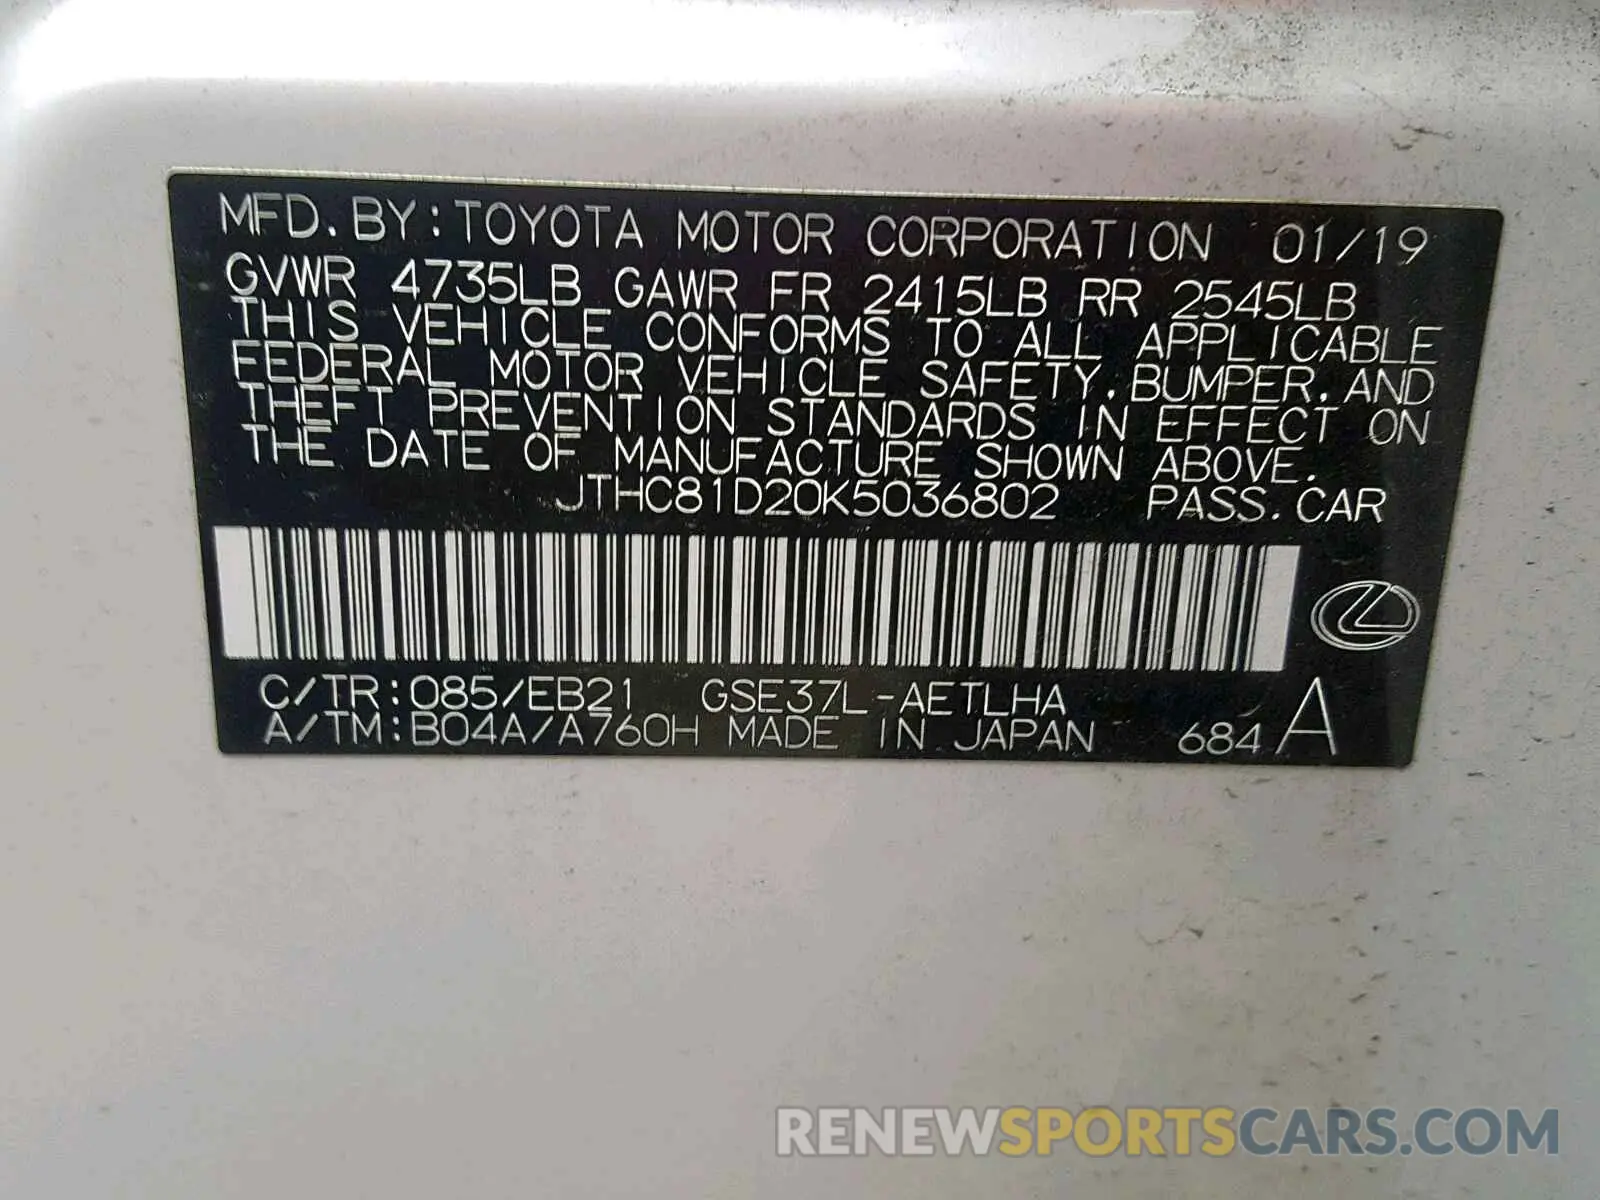 MFD. BY: TOYOTA MOTOR CORPORATION 01/19
GVWR 4735LB GAWR FR 2415LB RR 2545LB
THIS VEHICLE CONFORMS TO ALL APPLICABLE
FEDERAL MOTOR VEHICLE SAFETY, BUMPER, AND
THEFT PREVENTION STANDARDS IN EFFECT ON
THE DATE OF MANUFACTURE SHOWN ABOVE.
JTHC81D20K5036802 PASS. CAR
C/TR: 085/EB21 GSE37L-AETLHA
A/TM: B04A/A760H MADE IN JAPAN 684 A
RENEWSPORTSCARS.COM